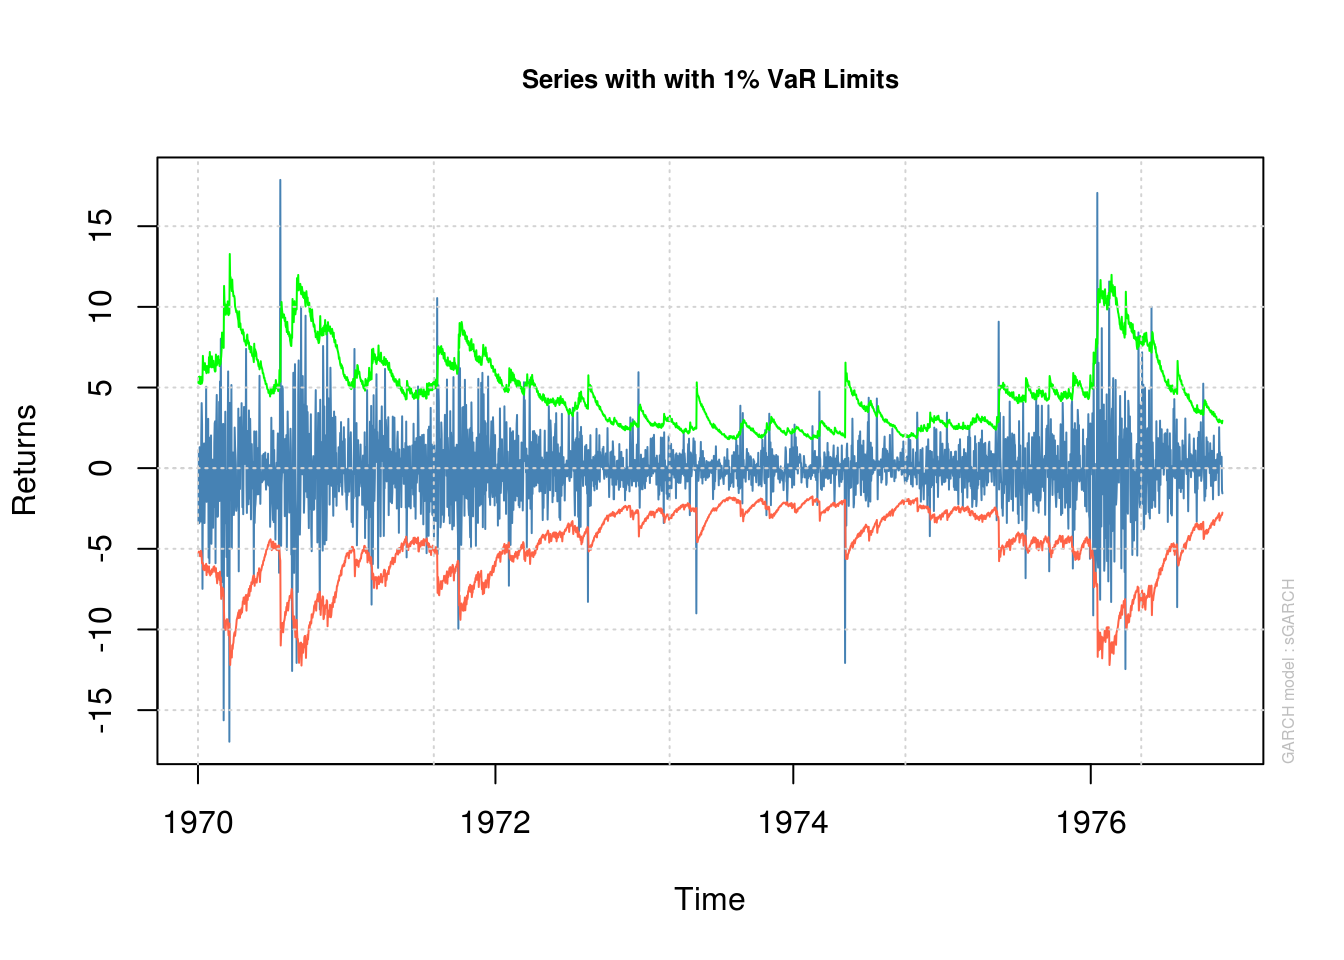 Series with with 1% VaR Limits
Returns
15
10
5
0
-5
-10
-15
1970 1972 1974 1976
Time
GARCH model : sGARCH